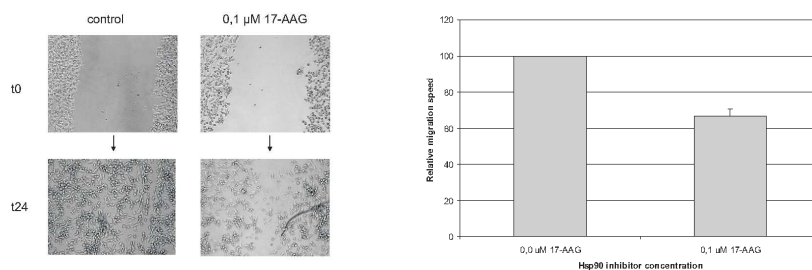 control
0,1 µM 17-AAG
t0
t24
Relative migration speed
120
100
80
60
40
20
0
0,0 uM 17-AAG
0,1 uM 17-AAG
Hsp90 inhibitor concentration